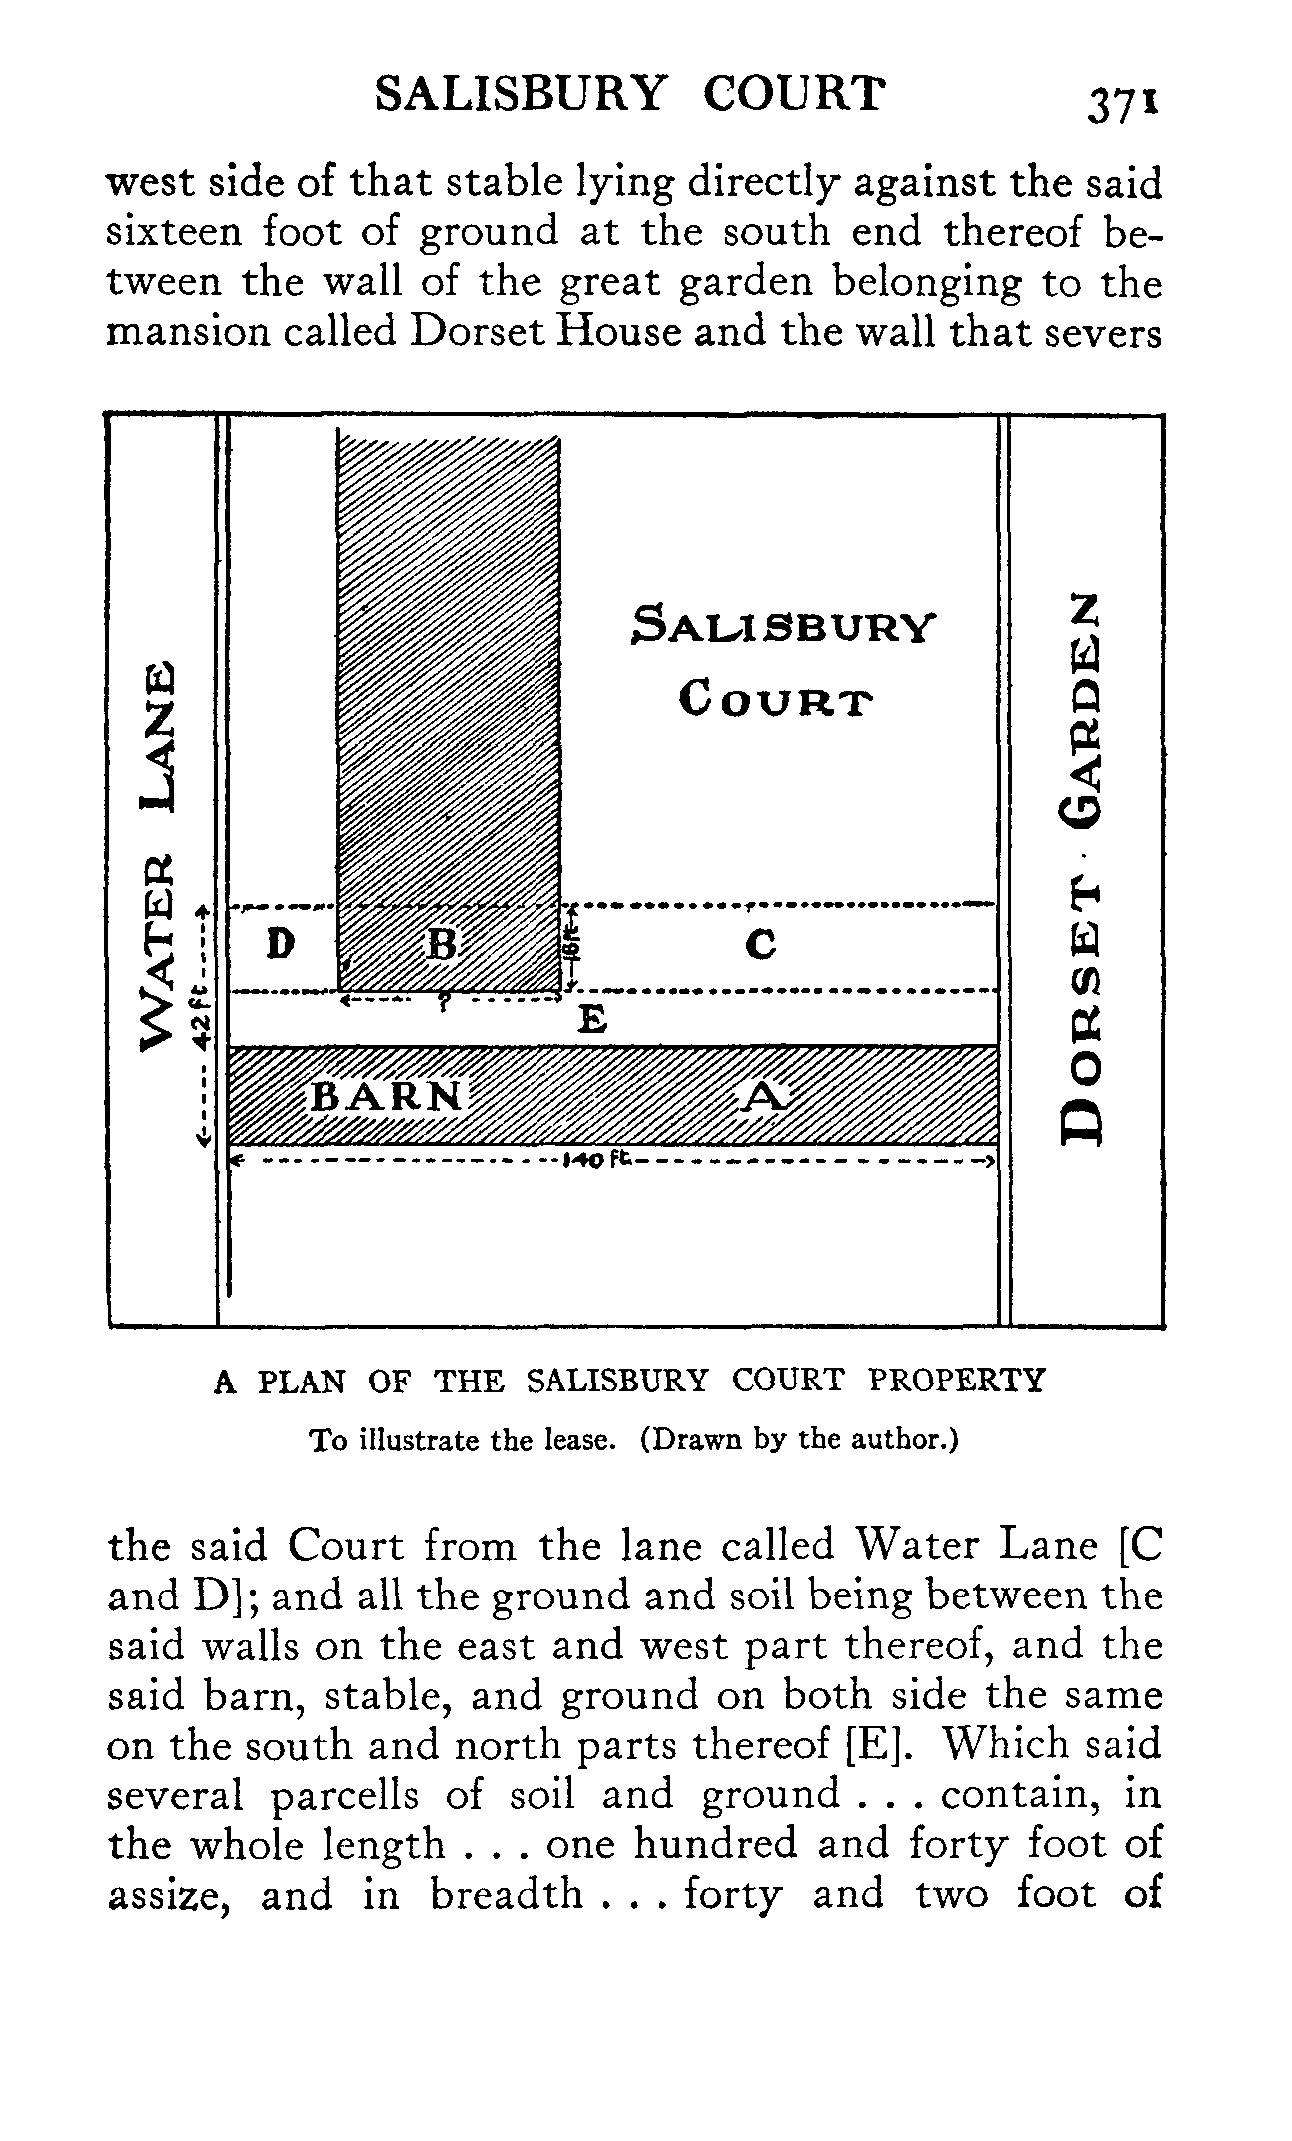 SALISBURY COURT 371
west side of that stable lying directly against the said
sixteen foot of ground at the south end thereof be-
tween the wall of the great garden belonging to the
mansion called Dorset House and the wall that severs
WATER LANE
SALISBURY
COURT
DORSET GARDEN
D
B
C
16 ft
42 ft
?
E
BARN
A
140 ft.
A PLAN OF THE SALISBURY COURT PROPERTY
To illustrate the lease. (Drawn by the author.)
the said Court from the lane called Water Lane [C
and D]; and all the ground and soil being between the
said walls on the east and west part thereof, and the
said barn, stable, and ground on both side the same
on the south and north parts thereof [E]. Which said
several parcells of soil and ground . . . contain, in
the whole length . . . one hundred and forty foot of
assize, and in breadth . . . forty and two foot of